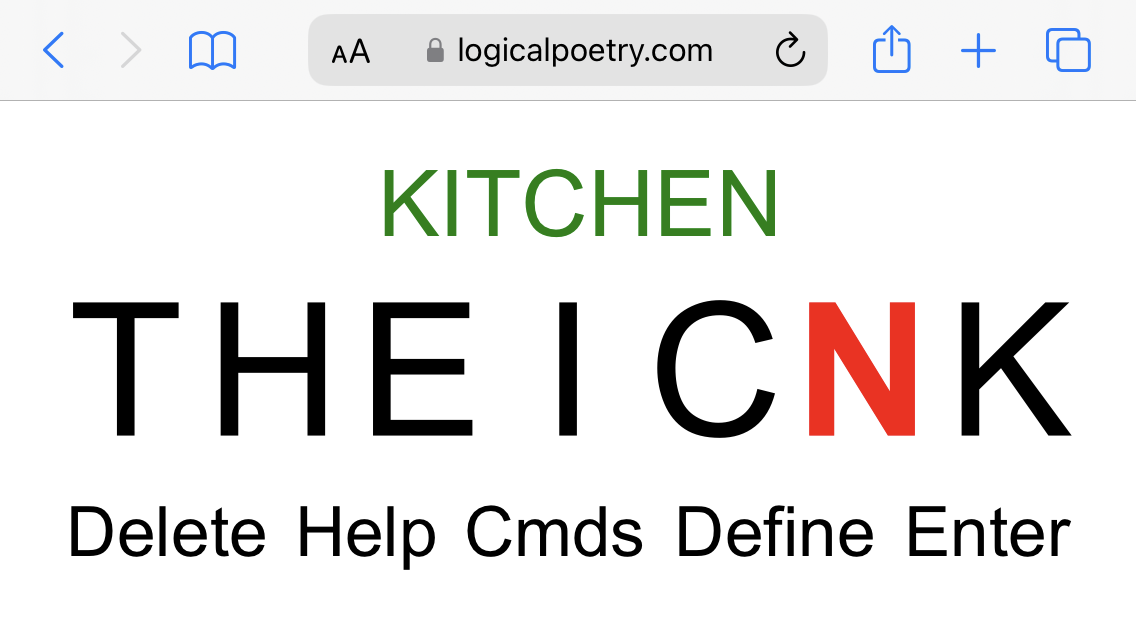 AA logicalpoetry.com
KITCHEN
T H E I C N K
Delete Help Cmds Define Enter